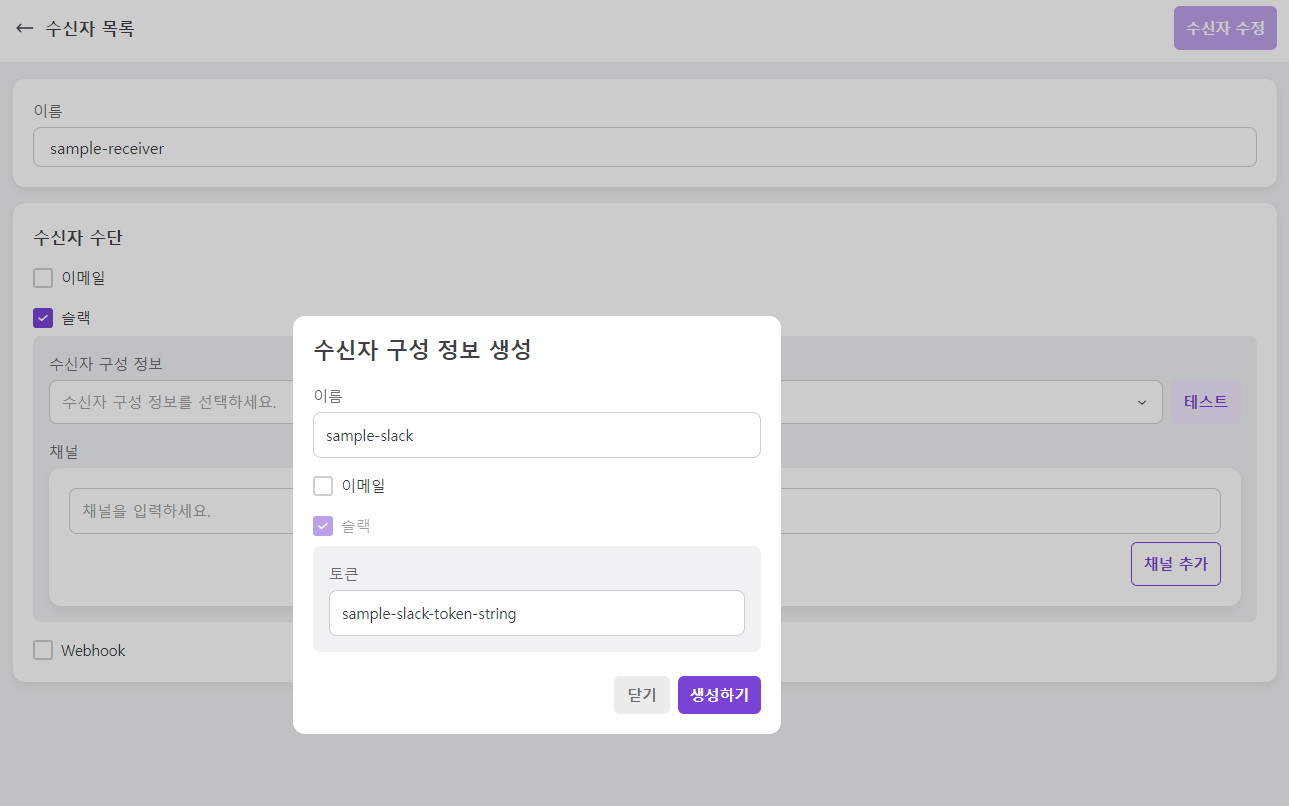 ← 수신자 목록
수신자 수정
이름
sample-receiver
수신자 수단
이메일
슬랙
수신자 구성 정보
수신자 구성 정보를 선택하세요.
테스트
채널
채널을 입력하세요.
채널 추가
Webhook
수신자 구성 정보 생성
이름
sample-slack
이메일
슬랙
토큰
sample-slack-token-string
닫기
생성하기